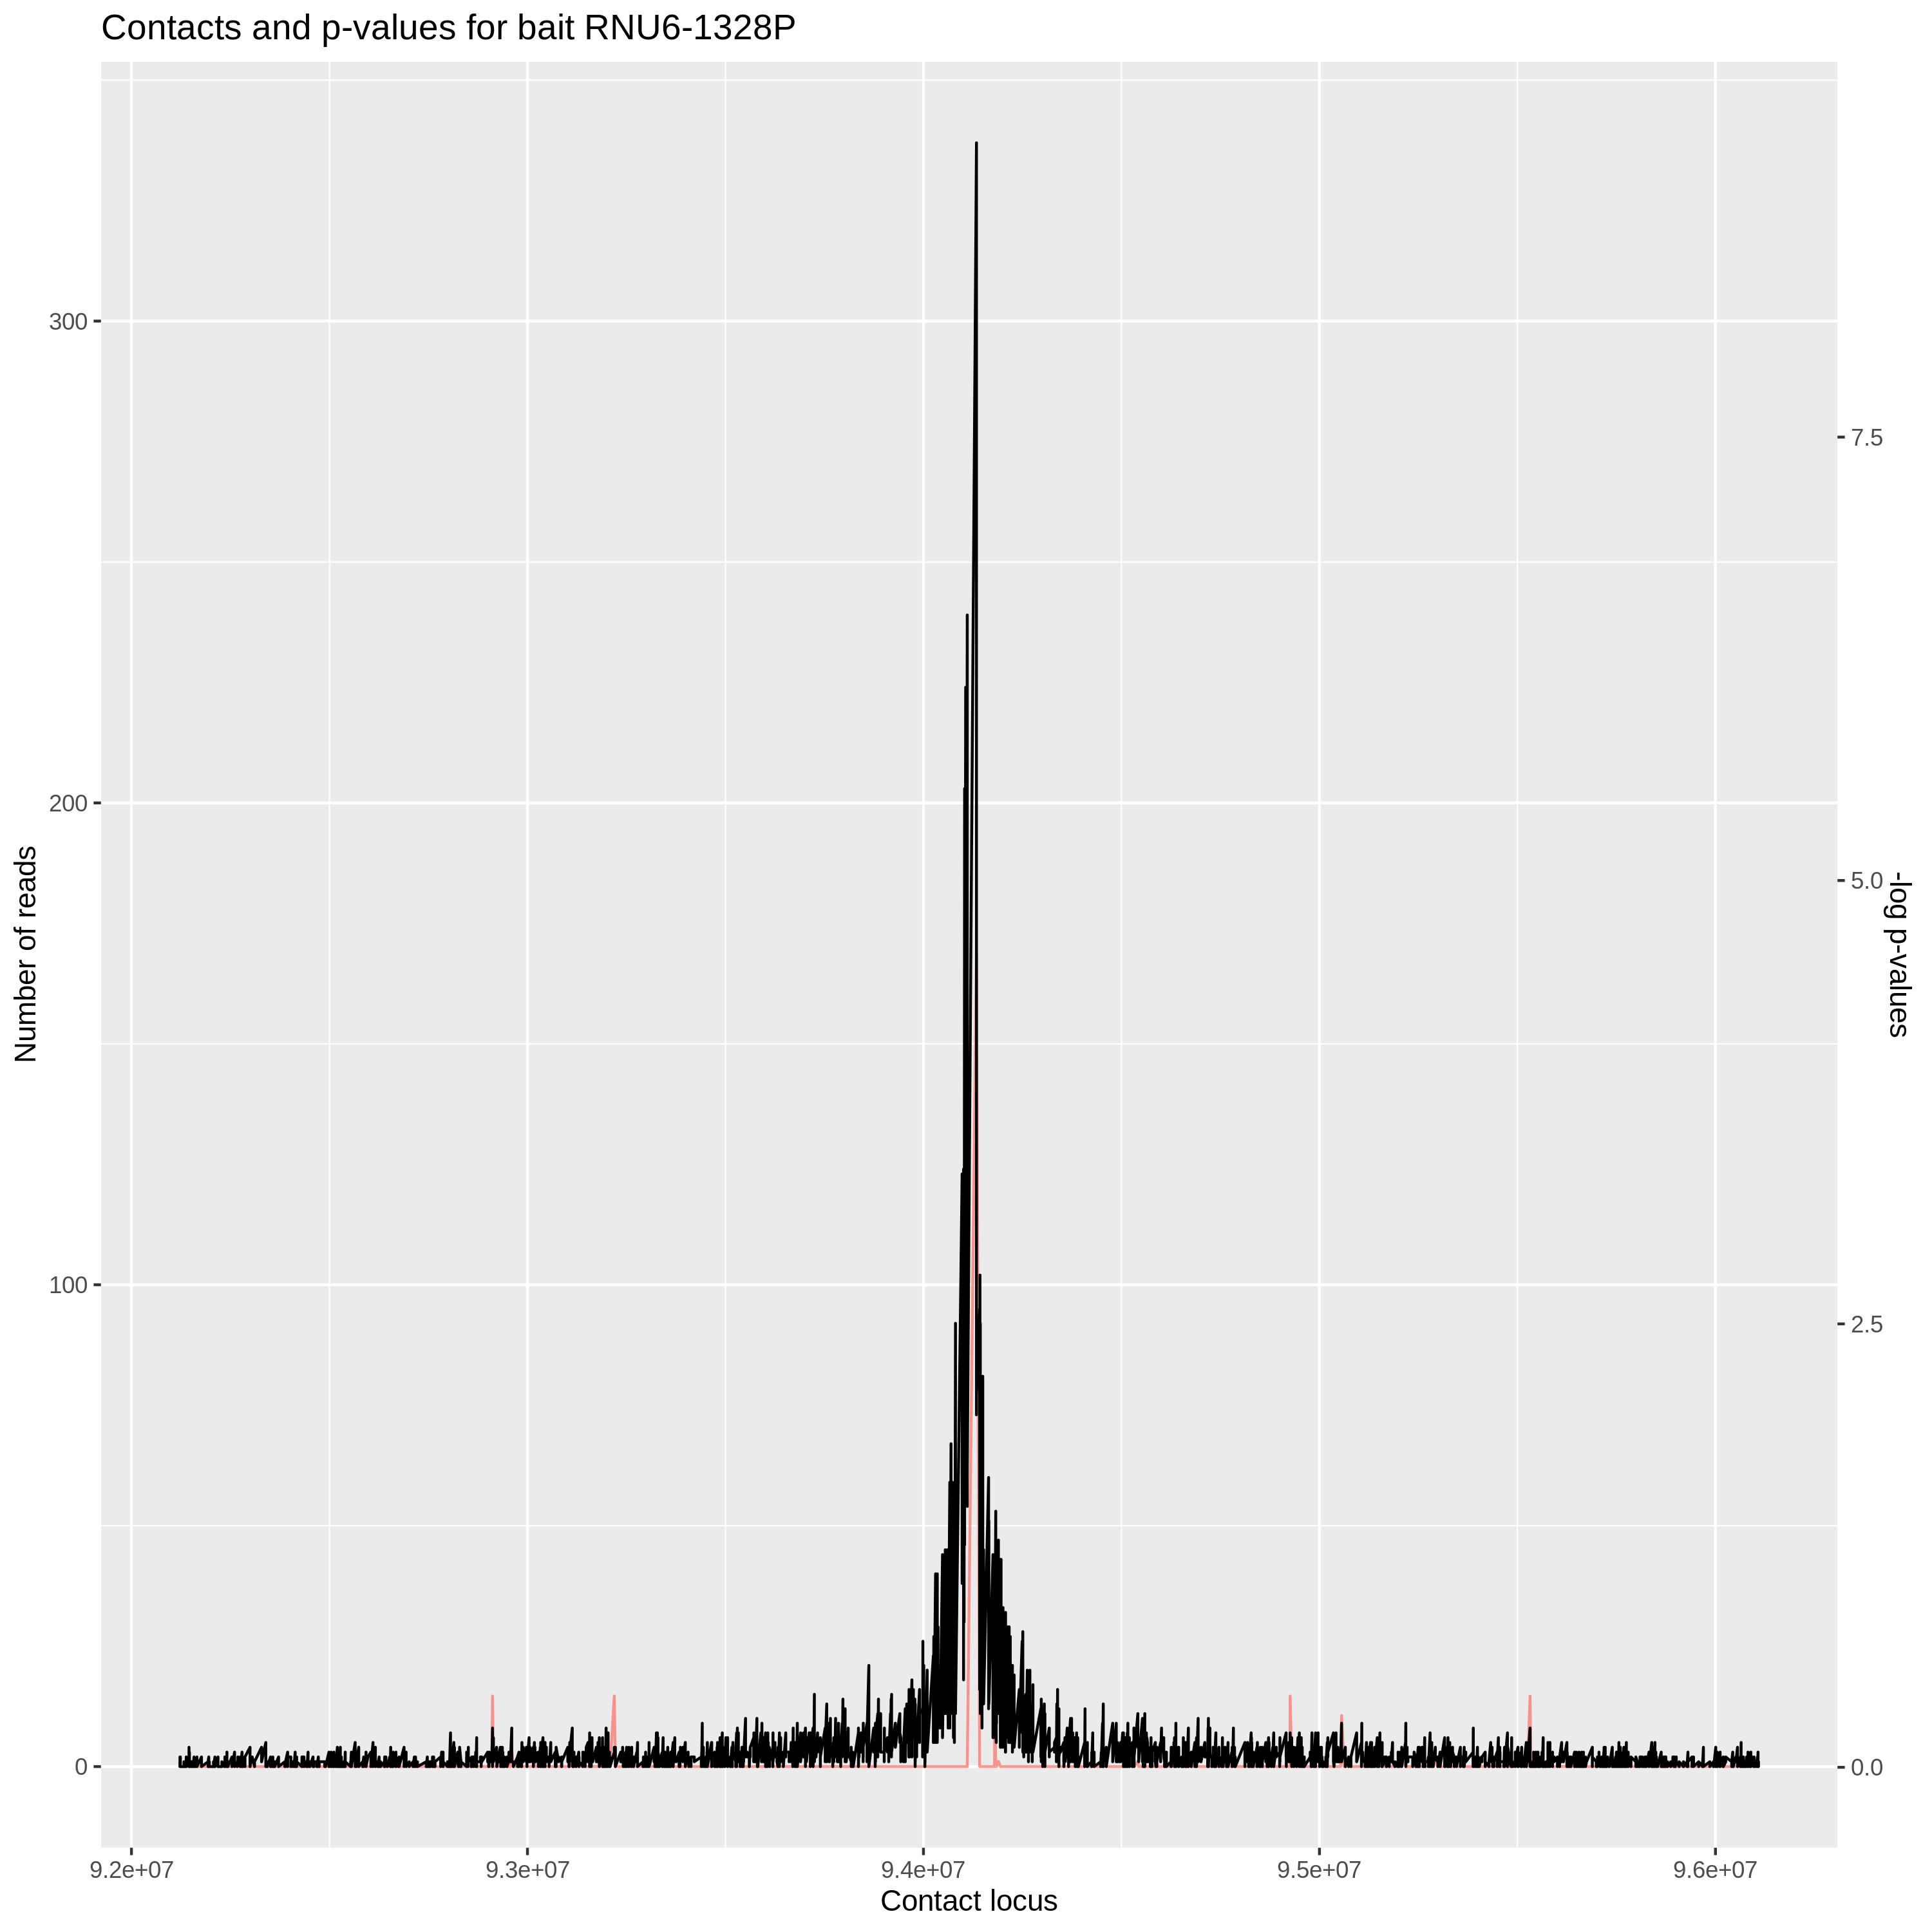 Contacts and p-values for bait RNU6-1328P
300
200
100
0
Number of reads
7.5
5.0
2.5
0.0
-log p-values
9.2e+07
9.3e+07
9.4e+07
9.5e+07
9.6e+07
Contact locus